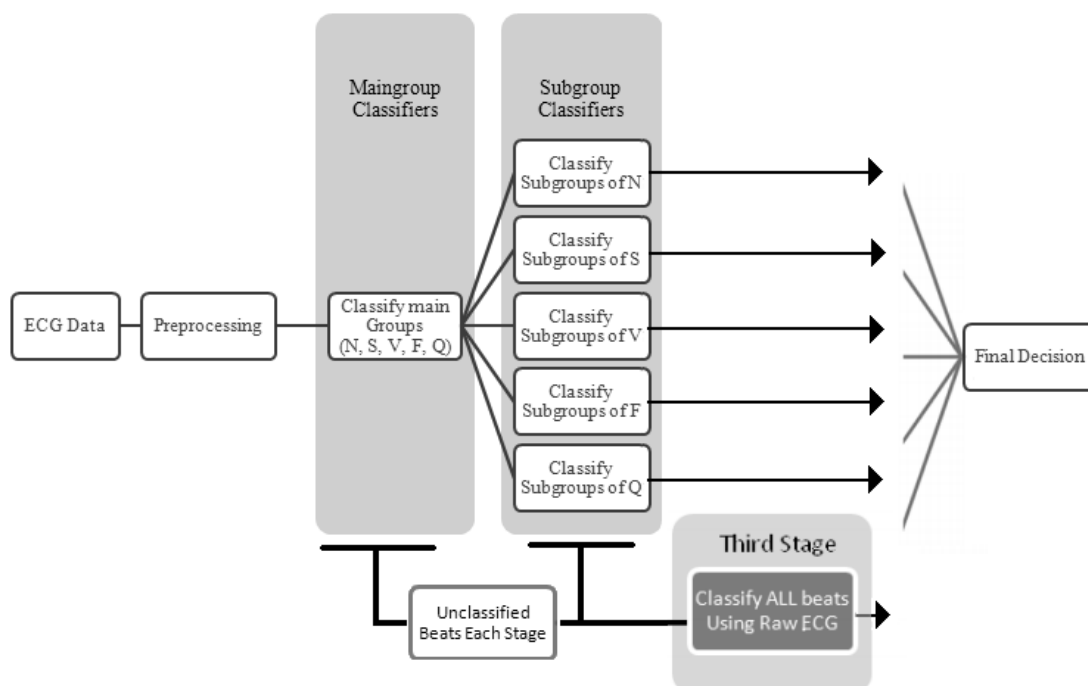 Maingroup
Classifiers
Subgroup
Classifiers
Classify
Subgroups of N
Classify
Subgroups of S
ECG Data
Preprocessing
Classify main
Groups
(N, S, V, F, Q)
Classify
Subgroups of V
Final Decision
Classify
Subgroups of F
Classify
Subgroups of Q
Third Stage
Unclassified
Beats Each Stage
Classify ALL beats
Using Raw ECG